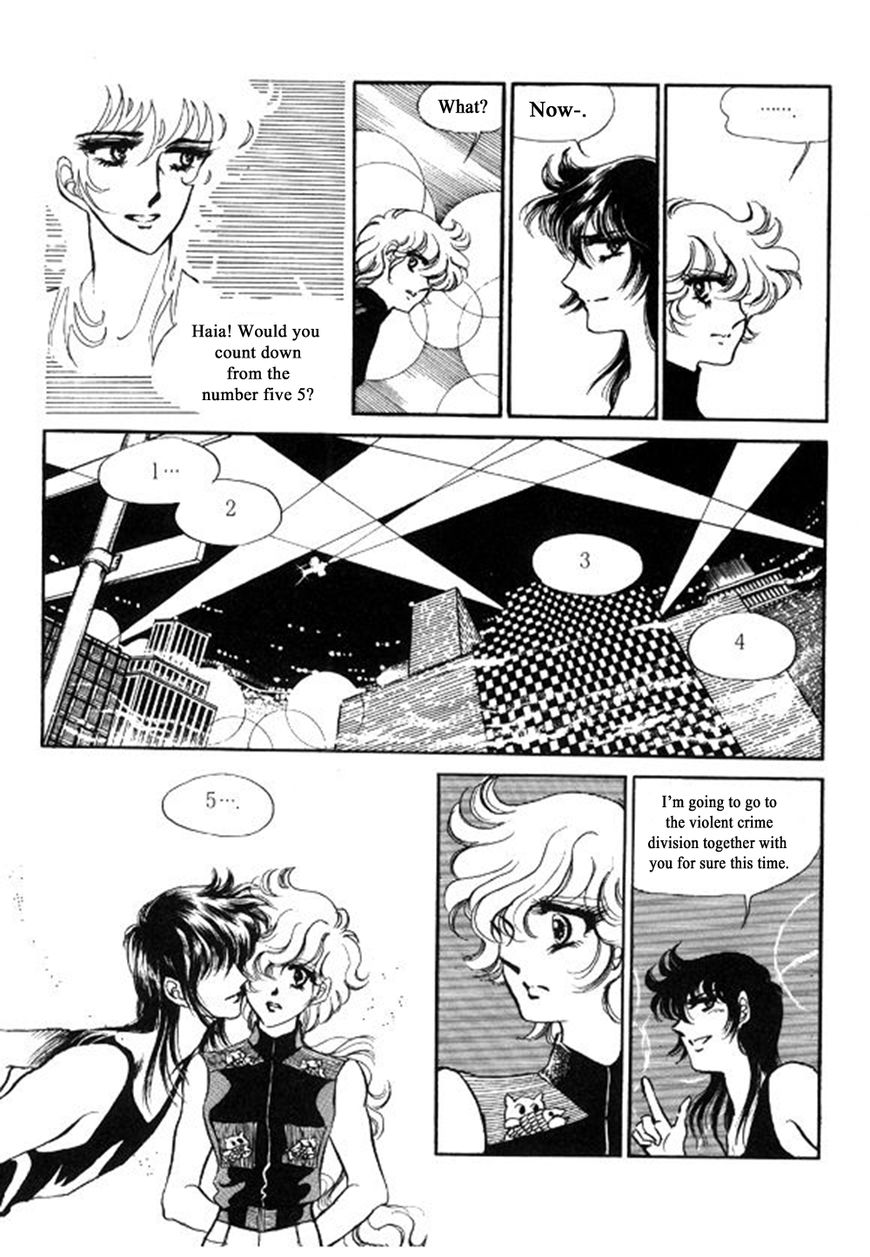 Haia! Would you
count down
from the
number five 5?
What?
Now-.
.......
1...
2
3
4
5....
I'm going to go to
the violent crime
division together with
you for sure this time.